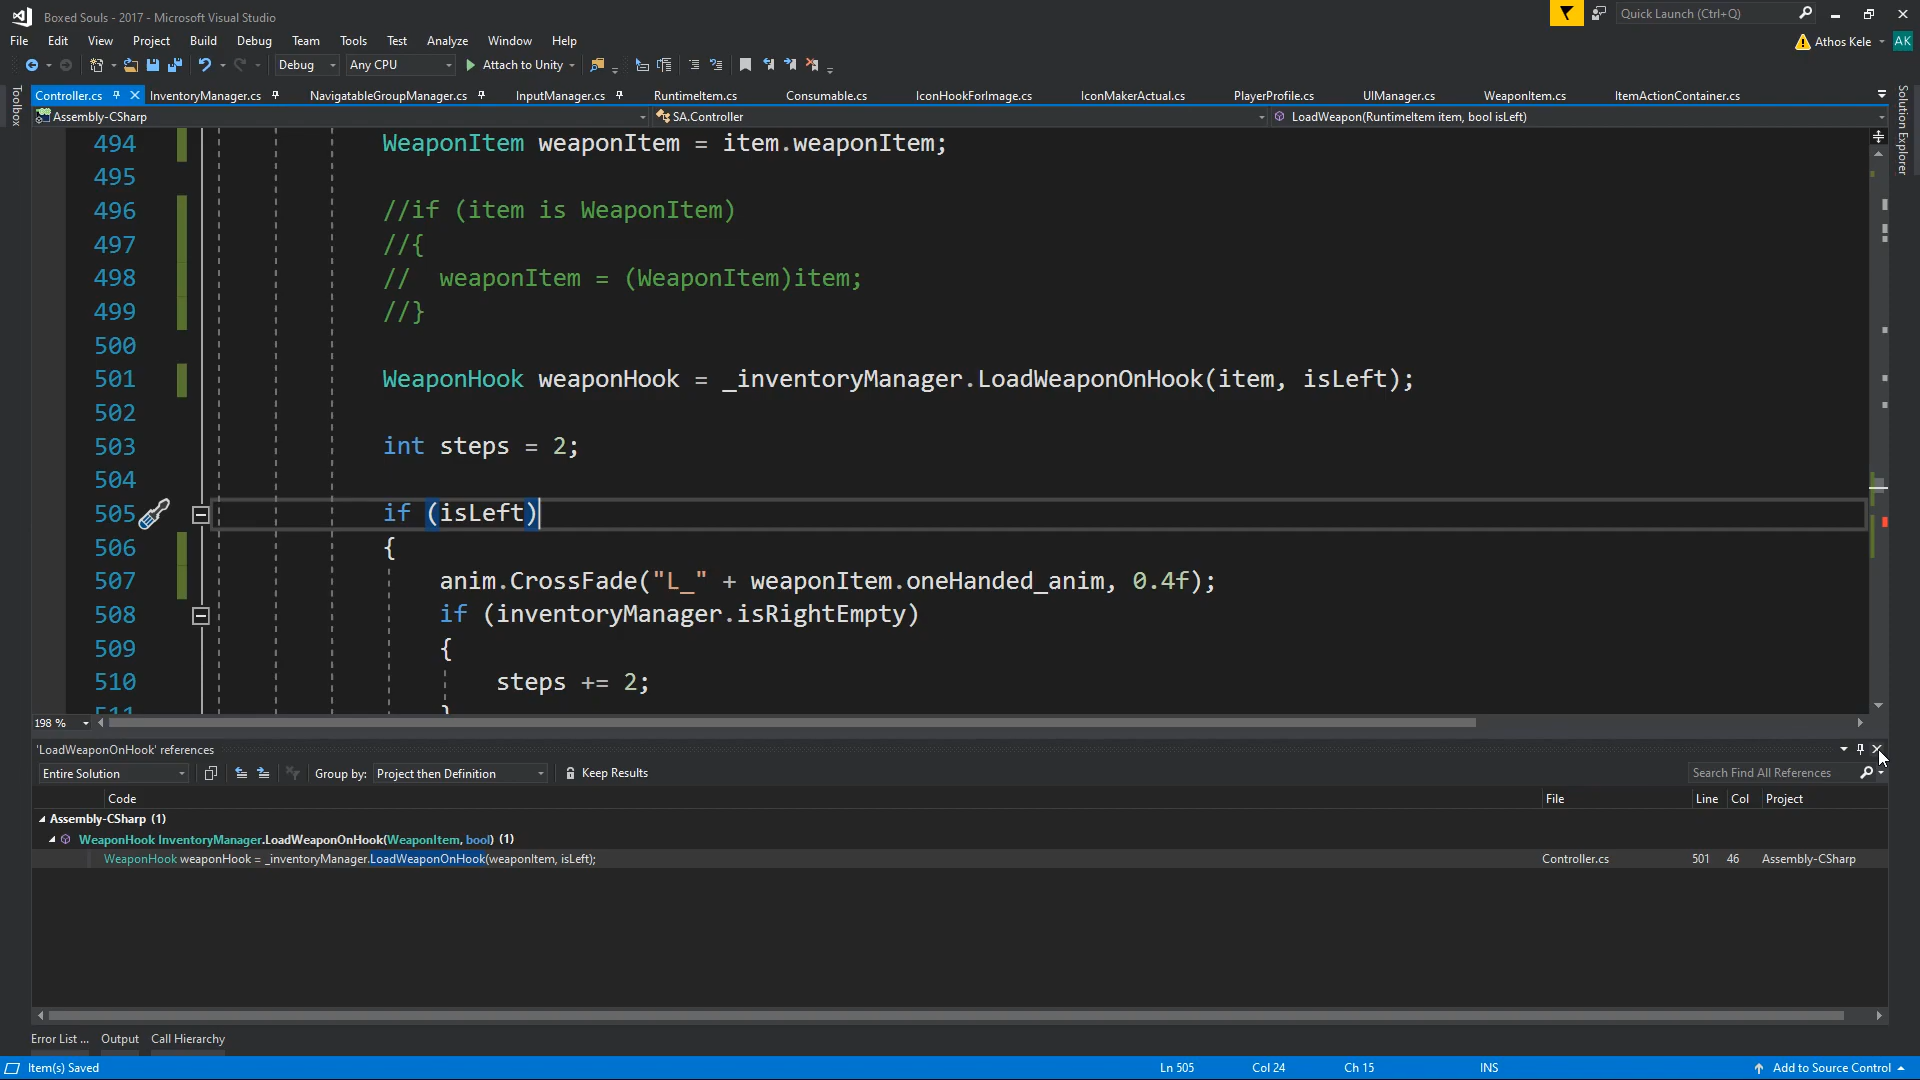 Boxed Souls - 2017 - Microsoft Visual Studio
Quick Launch (Ctrl+Q)
File Edit View Project Build Debug Team Tools Test Analyze Window Help
Athos Kele AK
Debug Any CPU Attach to Unity
Toolbox
Controller.cs InventoryManager.cs NavigatableGroupManager.cs InputManager.cs RuntimeItem.cs Consumable.cs IconHookForImage.cs IconMakerActual.cs PlayerProfile.cs UIManager.cs WeaponItem.cs ItemActionContainer.cs
Solution Explorer
Assembly-CSharp SA.Controller LoadWeapon(RuntimeItem item, bool isLeft)
494 WeaponItem weaponItem = item.weaponItem;
495
496 //if (item is WeaponItem)
497 //{
498 // weaponItem = (WeaponItem)item;
499 //}
500
501 WeaponHook weaponHook = _inventoryManager.LoadWeaponOnHook(item, isLeft);
502
503 int steps = 2;
504
505 if (isLeft)
506 {
507 anim.CrossFade("L_" + weaponItem.oneHanded_anim, 0.4f);
508 if (inventoryManager.isRightEmpty)
509 {
510 steps += 2;
511 }
198 %
'LoadWeaponOnHook' references
Entire Solution Group by: Project then Definition Keep Results Search Find All References
Code File Line Col Project
Assembly-CSharp (1)
WeaponHook InventoryManager.LoadWeaponOnHook(WeaponItem, bool) (1)
WeaponHook weaponHook = _inventoryManager.LoadWeaponOnHook(weaponItem, isLeft); Controller.cs 501 46 Assembly-CSharp
Error List ... Output Call Hierarchy
Item(s) Saved Ln 505 Col 24 Ch 15 INS Add to Source Control